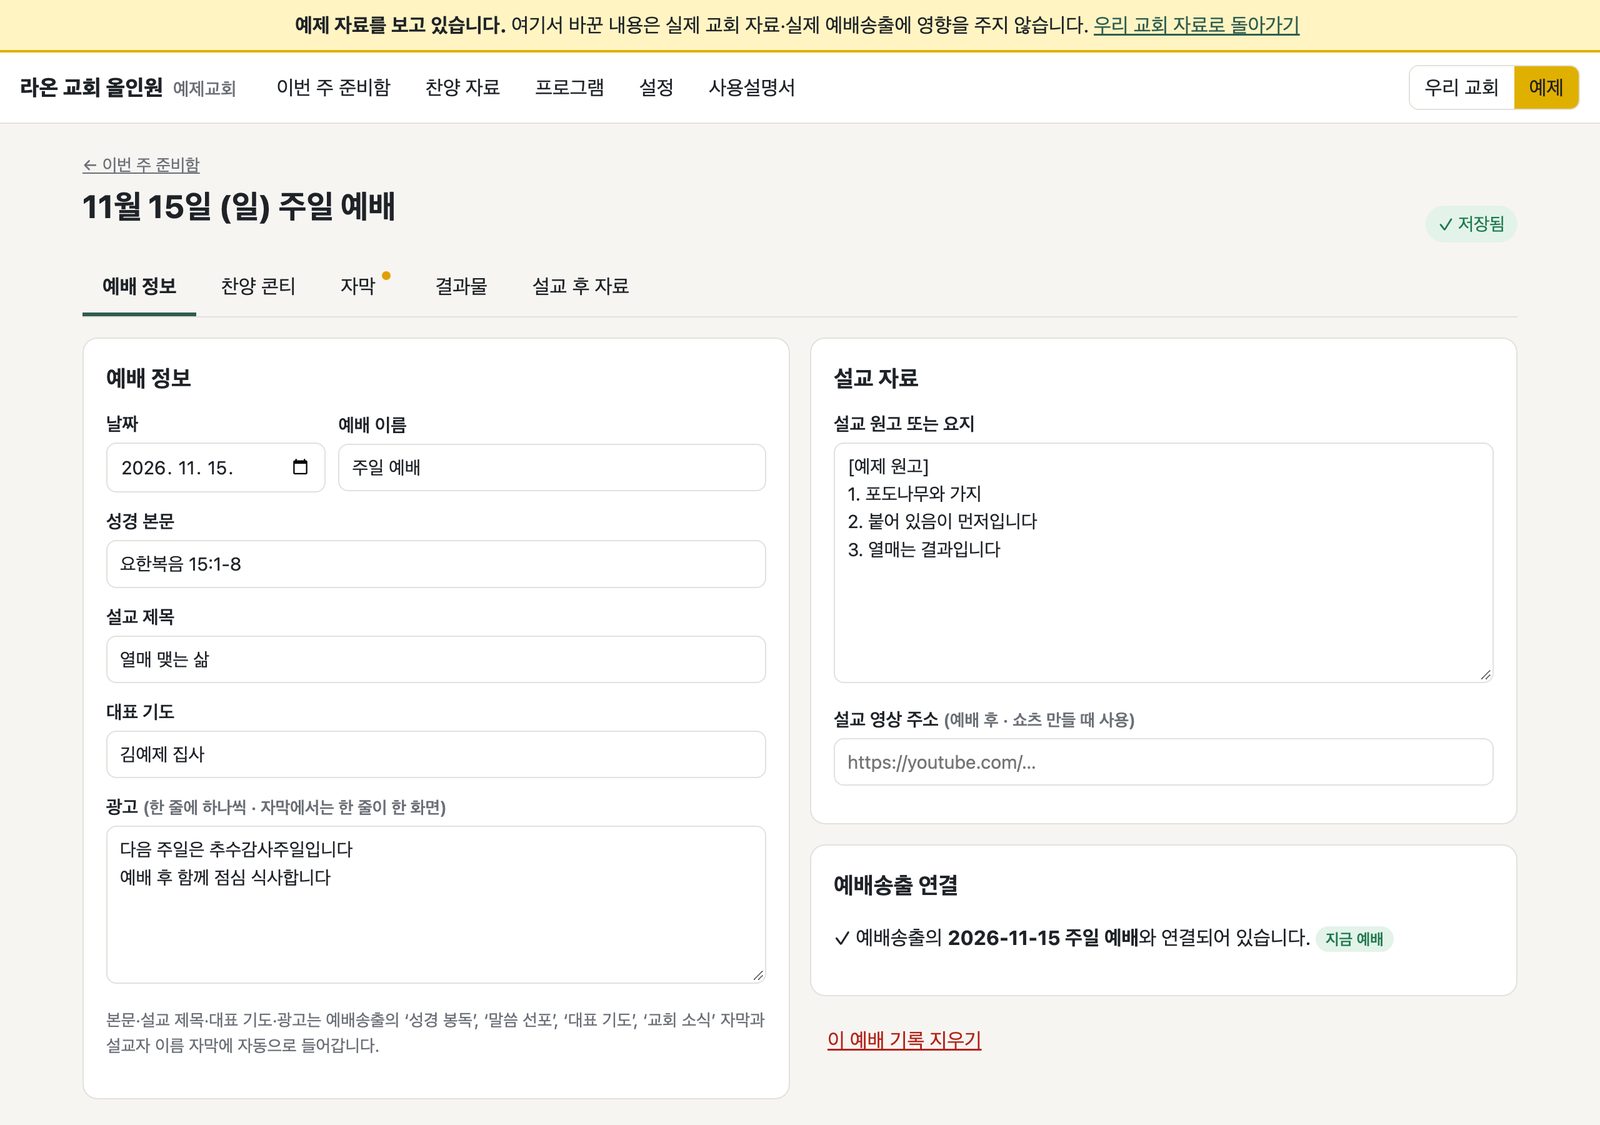 예제 자료를 보고 있습니다. 여기서 바꾼 내용은 실제 교회 자료·실제 예배송출에 영향을 주지 않습니다. 우리 교회 자료로 돌아가기
라온 교회 올인원 예제교회 이번 주 준비함 찬양 자료 프로그램 설정 사용설명서 우리 교회 예제
← 이번 주 준비함
11월 15일 (일) 주일 예배
✓ 저장됨
예배 정보 찬양 콘티 자막 결과물 설교 후 자료
예배 정보
날짜 예배 이름
2026. 11. 15. 주일 예배
성경 본문
요한복음 15:1-8
설교 제목
열매 맺는 삶
대표 기도
김예제 집사
광고 (한 줄에 하나씩 · 자막에서는 한 줄이 한 화면)
다음 주일은 추수감사주일입니다
예배 후 함께 점심 식사합니다
본문·설교 제목·대표 기도·광고는 예배송출의 ‘성경 봉독’, ‘말씀 선포’, ‘대표 기도’, ‘교회 소식’ 자막과
설교자 이름 자막에 자동으로 들어갑니다.
설교 자료
설교 원고 또는 요지
[예제 원고]
1. 포도나무와 가지
2. 붙어 있음이 먼저입니다
3. 열매는 결과입니다
설교 영상 주소 (예배 후 · 쇼츠 만들 때 사용)
https://youtube.com/...
예배송출 연결
✓ 예배송출의 2026-11-15 주일 예배와 연결되어 있습니다. 지금 예배
이 예배 기록 지우기